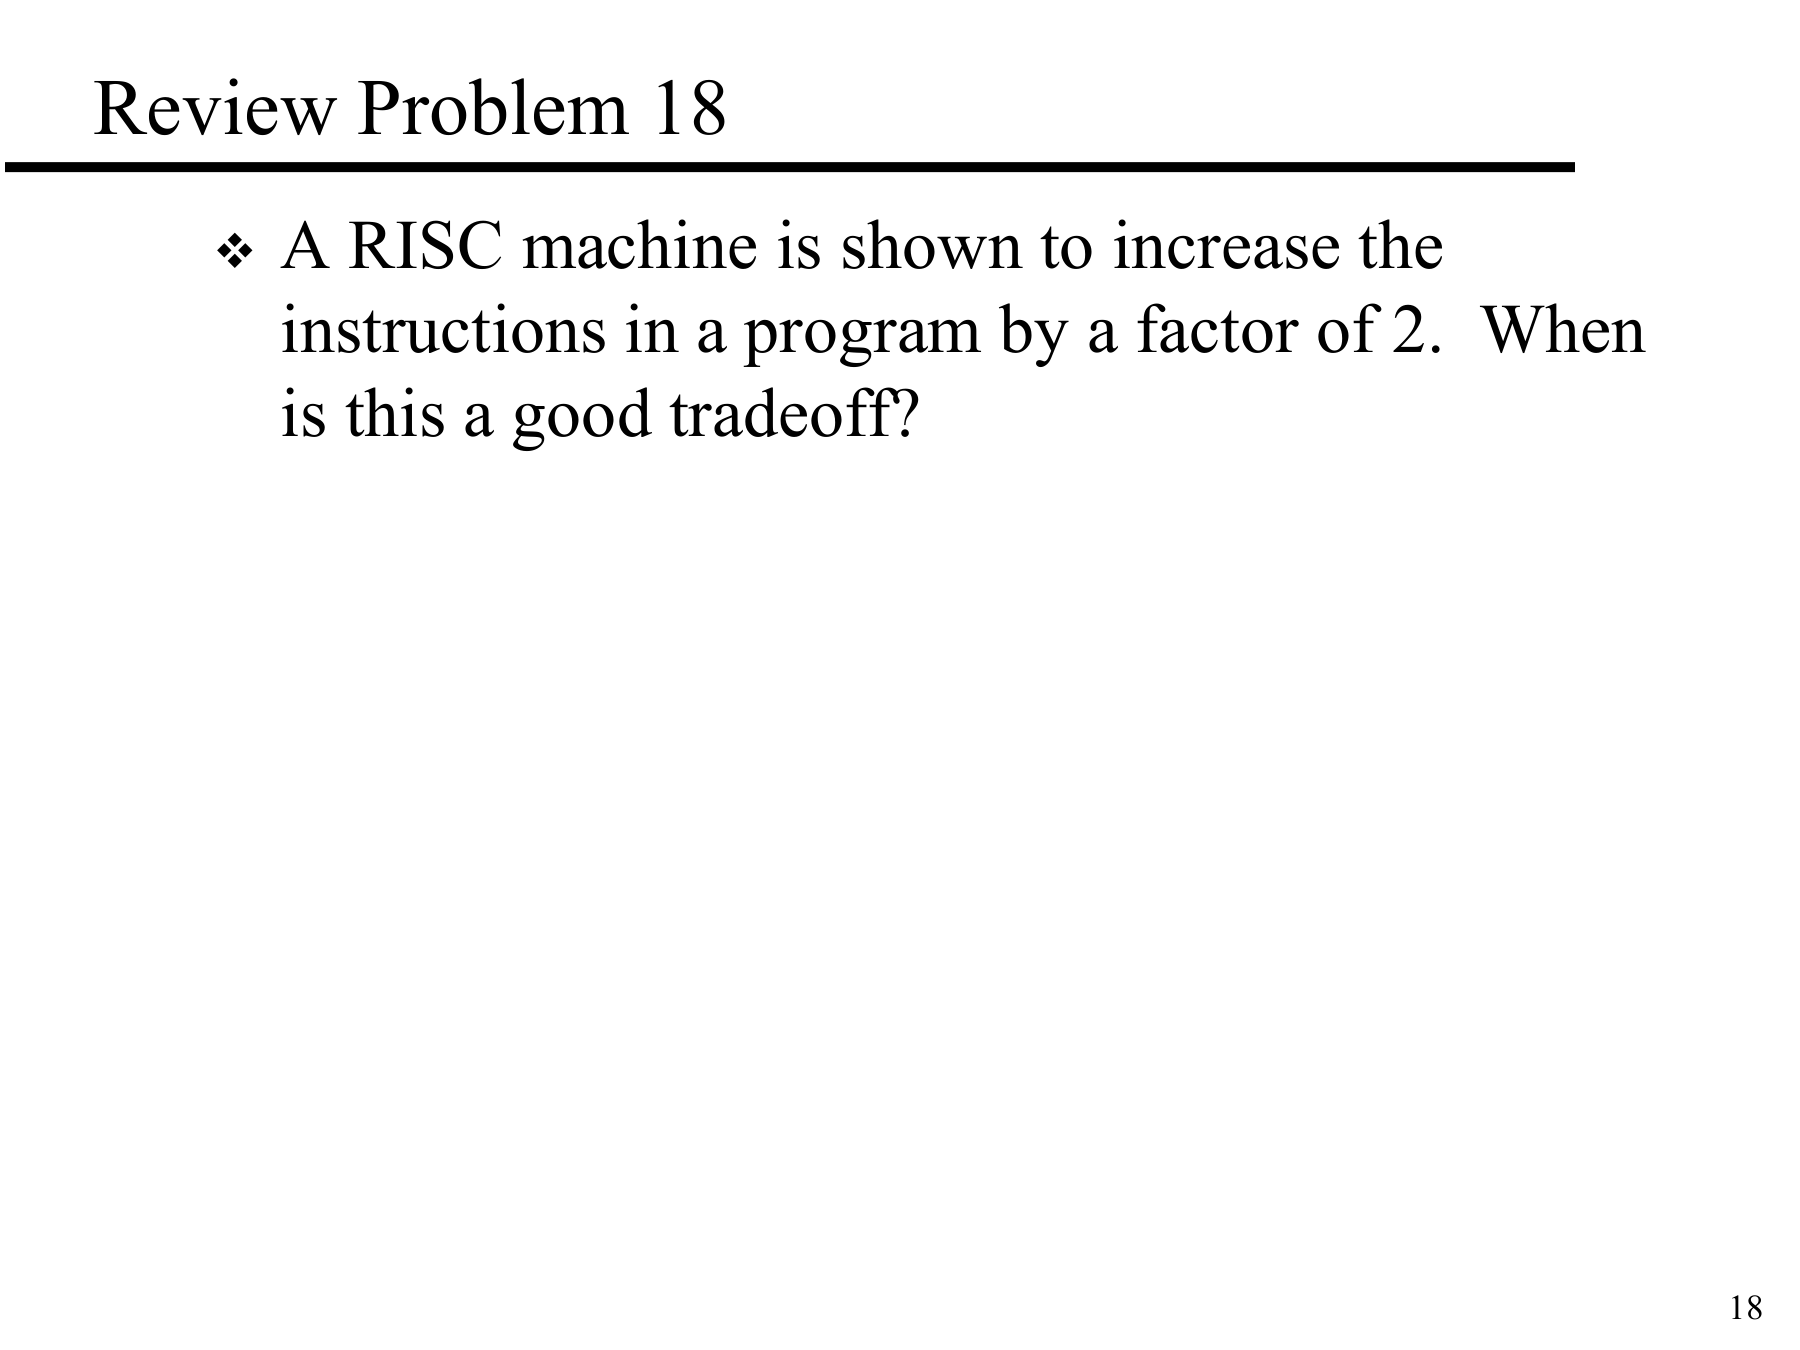 Review Problem 18
❖ A RISC machine is shown to increase the
instructions in a program by a factor of 2.  When
is this a good tradeoff?
18